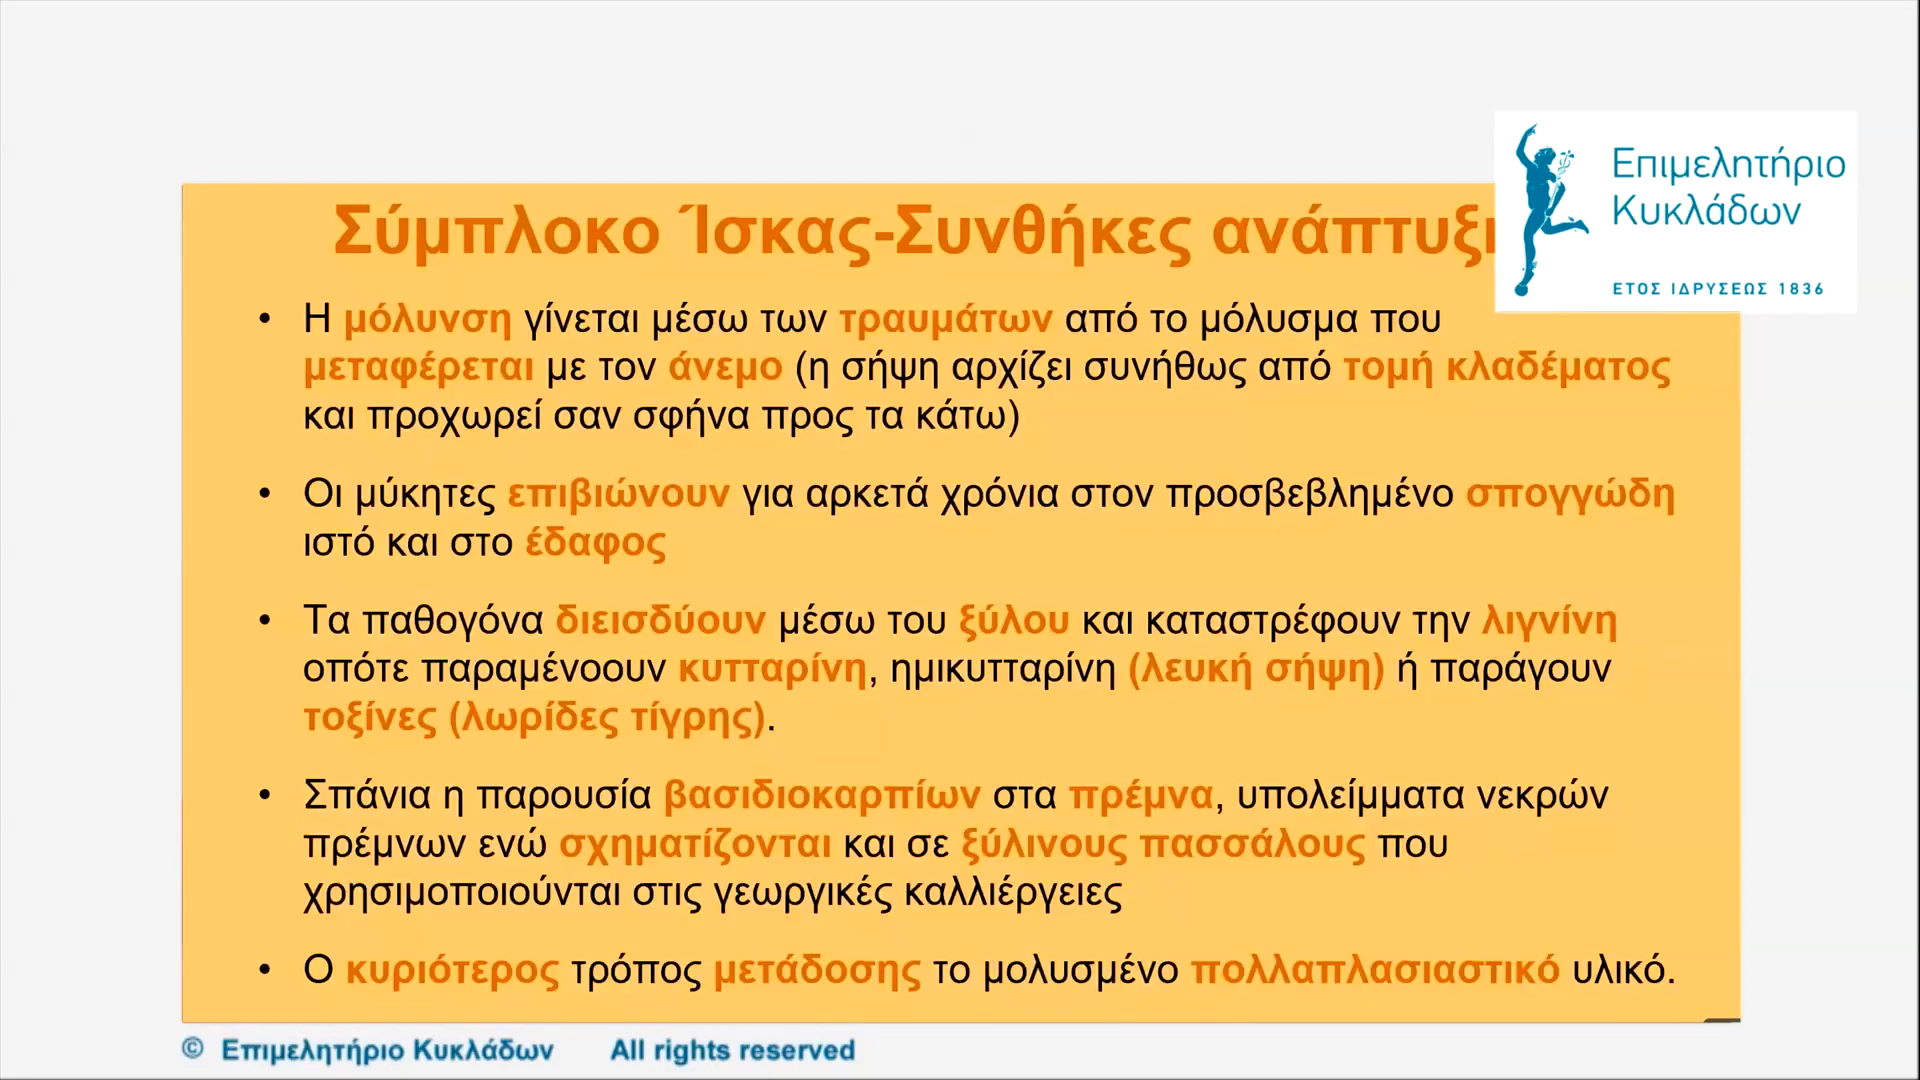 Επιμελητήριο
Κυκλάδων
ΕΤΟΣ ΙΔΡΥΣΕΩΣ 1836
Σύμπλοκο Ίσκας-Συνθήκες
• Η μόλυνση γίνεται μέσω των τραυμάτων από το μόλυσμα που
μεταφέρεται με τον άνεμο (η σήψη αρχίζει συνήθως από τομή κλαδέματος
και προχωρεί σαν σφήνα προς τα κάτω)
• Οι μύκητες επιβιώνουν για αρκετά χρόνια στον προσβεβλημένο σπογγώδη
ιστό και στο έδαφος
• Τα παθογόνα διεισδύουν μέσω του ξύλου και καταστρέφουν την λιγνίνη
οπότε παραμένοουν κυτταρίνη, ημικυτταρίνη (λευκή σήψη) ή παράγουν
τοξίνες (λωρίδες τίγρης).
• Σπάνια η παρουσία βασιδιοκαρπίων στα πρέμνα, υπολείμματα νεκρών
πρέμνων ενώ σχηματίζονται και σε ξύλινους πασσάλους που
χρησιμοποιούνται στις γεωργικές καλλιέργειες
• Ο κυριότερος τρόπος μετάδοσης το μολυσμένο πολλαπλασιαστικό υλικό.
© Επιμελητήριο Κυκλάδων All rights reserved